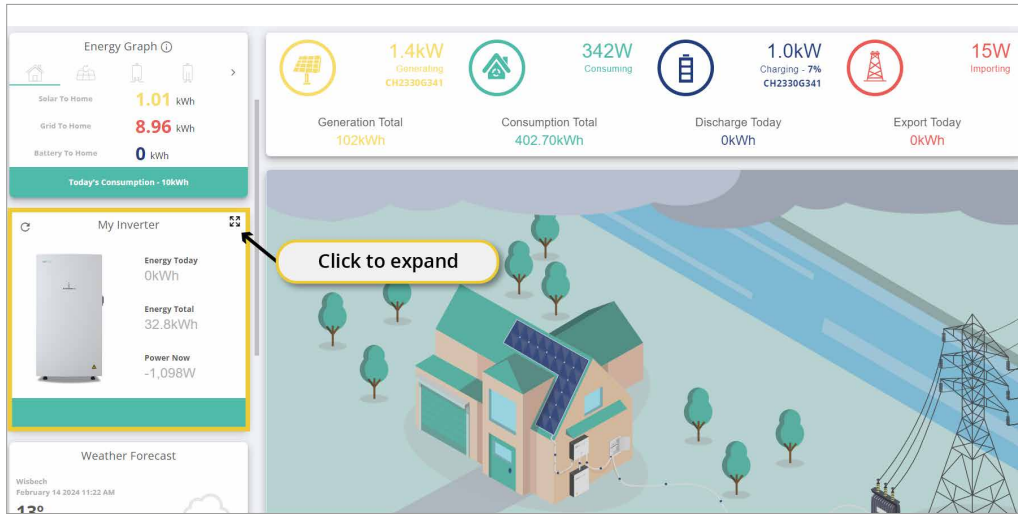 Energy Graph
Solar To Home 1.01 kWh
Grid To Home 8.96 kWh
Battery To Home 0 kWh
Today's Consumption - 10kWh
My Inverter
Energy Today
0kWh
Energy Total
32.8kWh
Power Now
-1,098W
Weather Forecast
Wisbech
February 14 2024 11:22 AM
13°
1.4kW
Generating
CH2330G341
Generation Total
102kWh
342W
Consuming
Consumption Total
402.70kWh
1.0kW
Charging - 7%
CH2330G341
Discharge Today
0kWh
15W
Importing
Export Today
0kWh
Click to expand